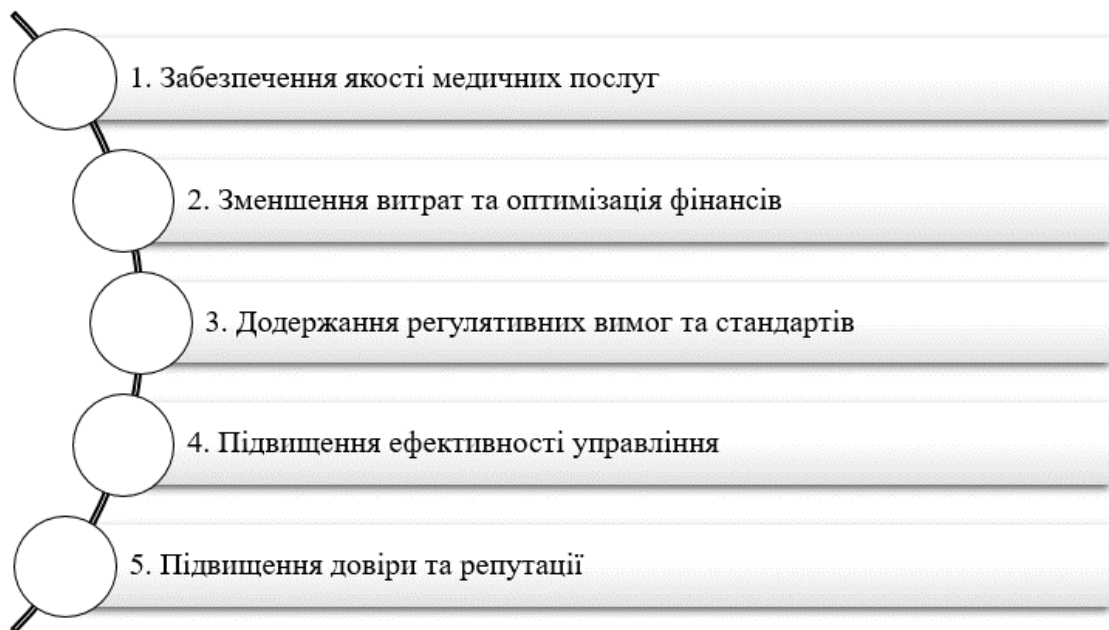 1. Забезпечення якості медичних послуг
2. Зменшення витрат та оптимізація фінансів
3. Додержання регулятивних вимог та стандартів
4. Підвищення ефективності управління
5. Підвищення довіри та репутації